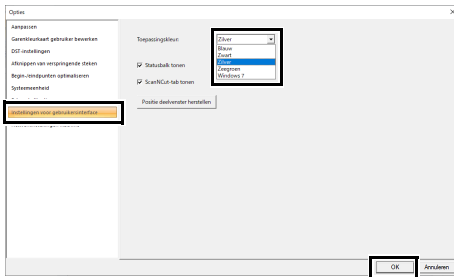 Opties
Aanpassen
Garenkleurkaart gebruiker bewerken
DST-instellingen
Afknippen van verspringende steken
Begin-/eindpunten optimaliseren
Systeemeenheid
Instellingen voor gebruikersinterface
Toepassingskleur:
Zilver
Blauw
Zwart
Zilver
Zeegroen
Windows 7
Statusbalk tonen
ScanNCut-tab tonen
Positie deelvenster herstellen
OK
Annuleren